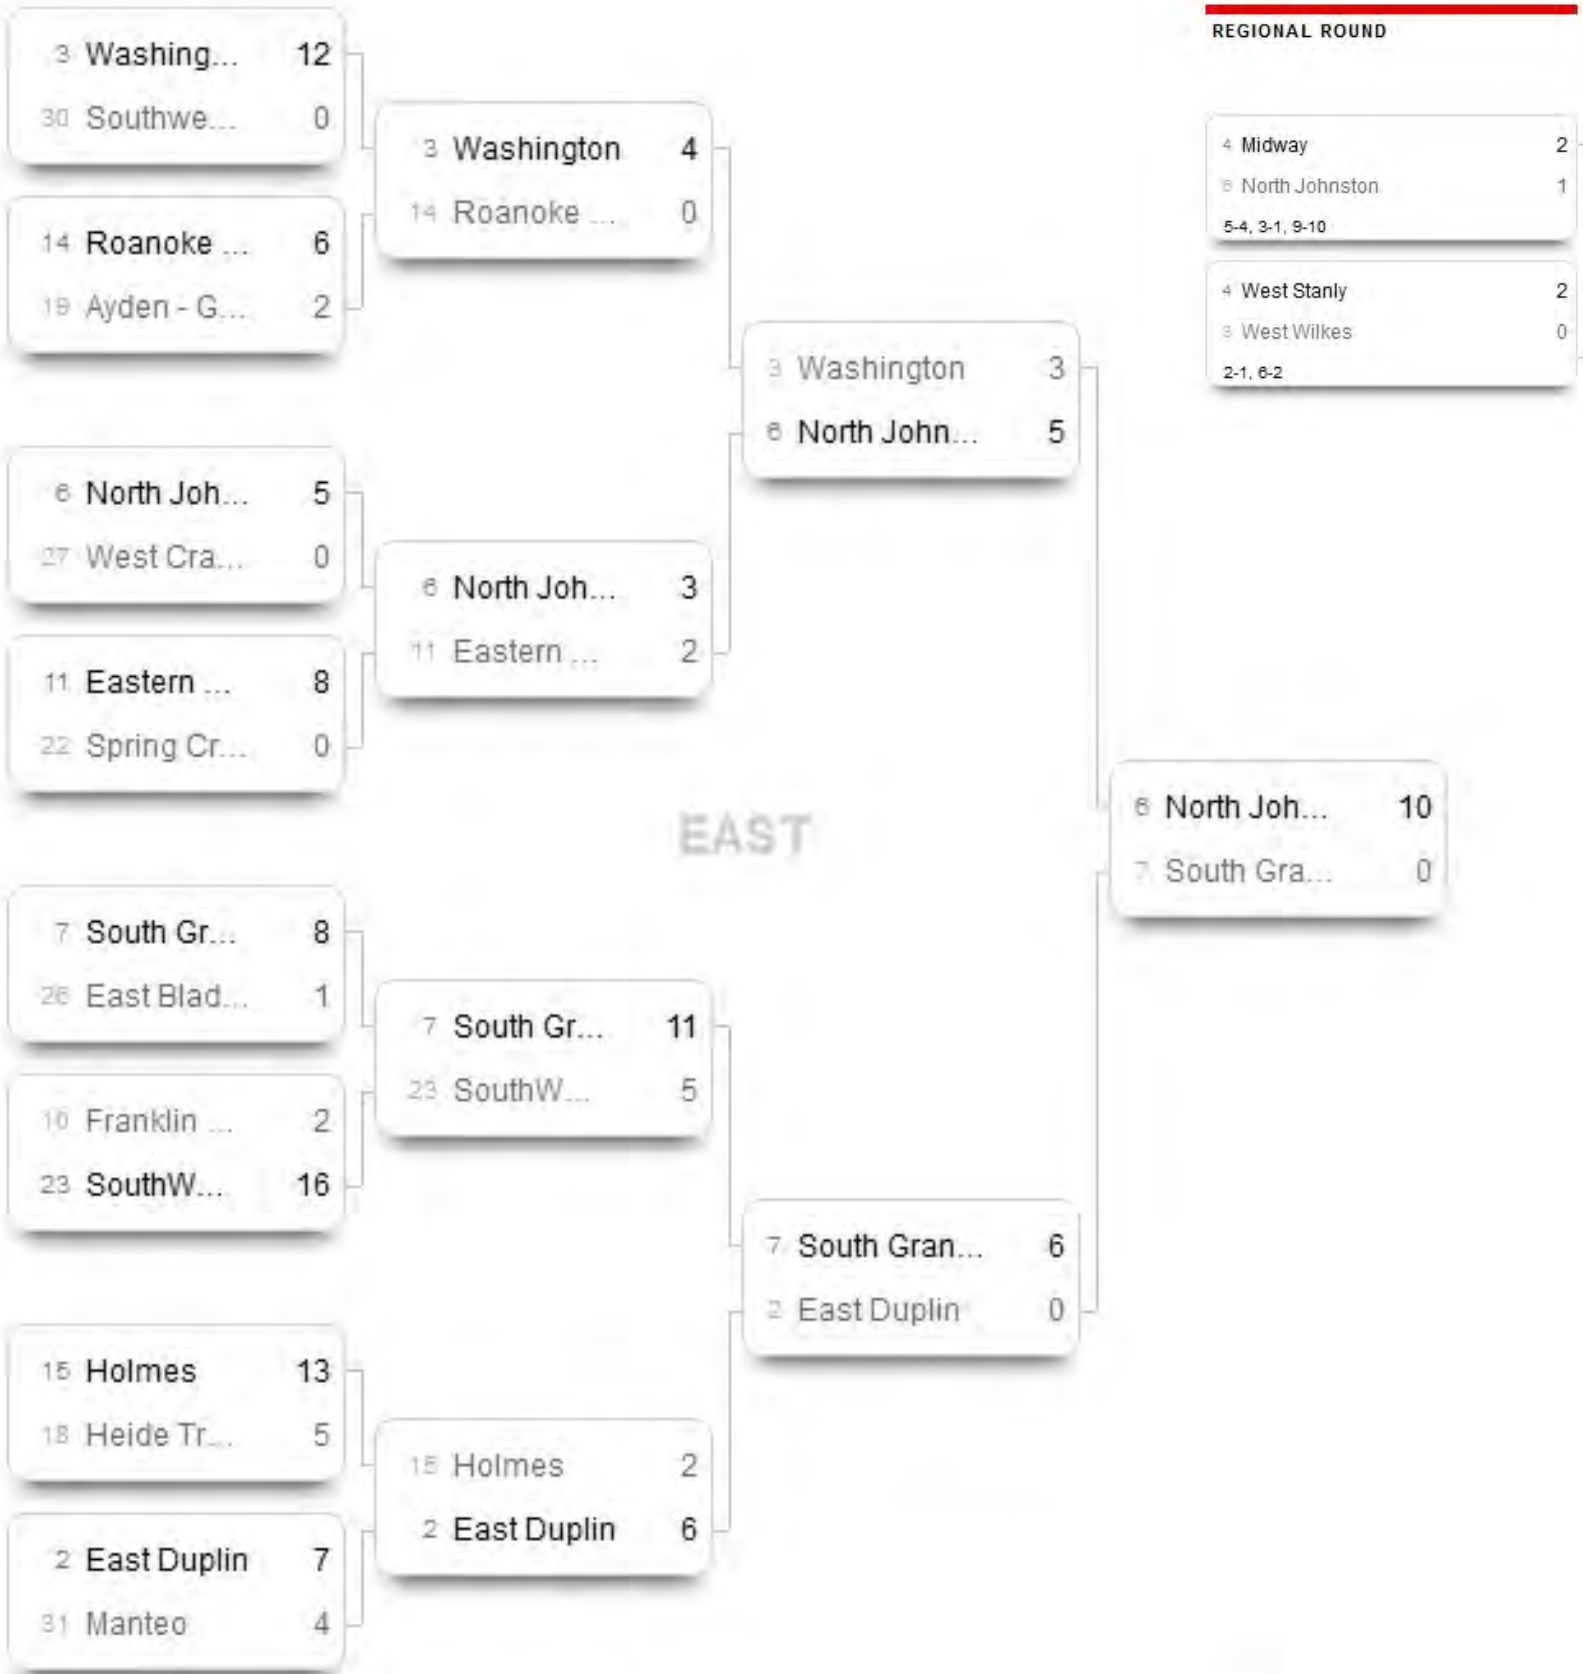 3 Washing... 12
30 Southwe... 0
14 Roanoke ... 6
19 Ayden - G... 2
6 North Joh... 5
27 West Cra... 0
11 Eastern ... 8
22 Spring Cr... 0
7 South Gr... 8
26 East Blad... 1
10 Franklin ... 2
23 SouthW... 16
15 Holmes 13
18 Heide Tr... 5
2 East Duplin 7
31 Manteo 4
3 Washington 4
14 Roanoke ... 0
6 North Joh... 3
11 Eastern ... 2
7 South Gr... 11
23 SouthW... 5
15 Holmes 2
2 East Duplin 6
3 Washington 3
6 North John... 5
7 South Gran... 6
2 East Duplin 0
EAST
6 North Joh... 10
7 South Gra... 0
REGIONAL ROUND
4 Midway 2
6 North Johnston 1
5-4, 3-1, 9-10
4 West Stanly 2
3 West Wilkes 0
2-1, 6-2